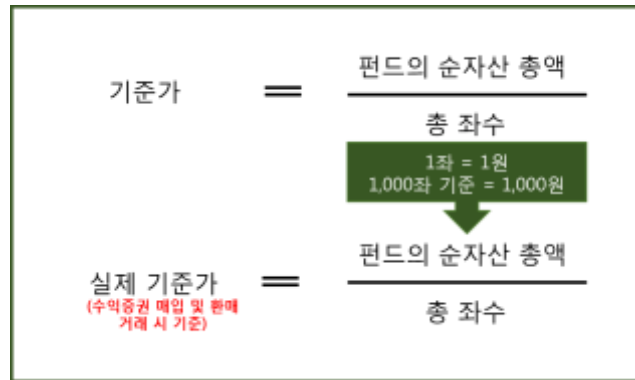 기준가 = 펀드의 순자산 총액
총 좌수
1좌 = 1원
1,000좌 기준 = 1,000원
실제 기준가 = 펀드의 순자산 총액
(수익증권 매입 및 환매
거래 시 기준)
총 좌수